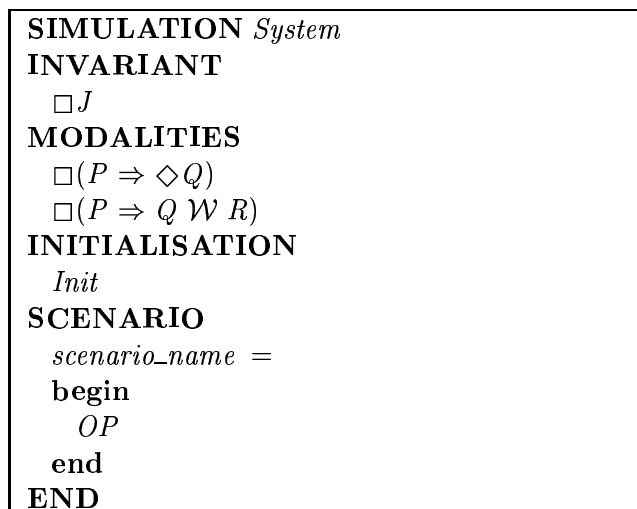 SIMULATION System
INVARIANT
□J
MODALITIES
□(P ⇒ ◇Q)
□(P ⇒ Q 𝒲 R)
INITIALISATION
Init
SCENARIO
scenario_name =
begin
OP
end
END